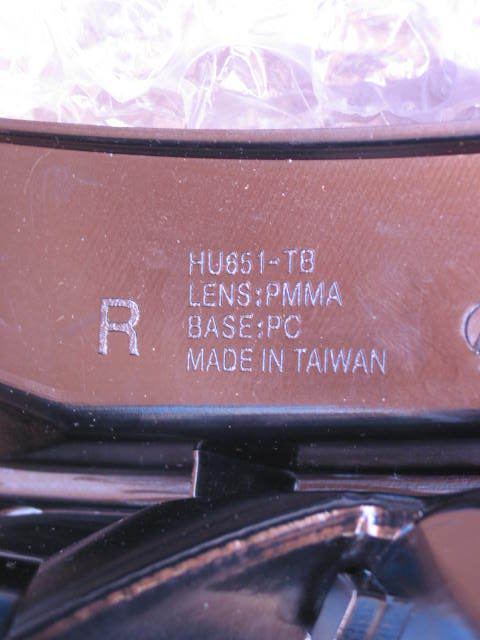 HU651-TB
LENS:PMMA
R
BASE:PC
MADE IN TAIWAN